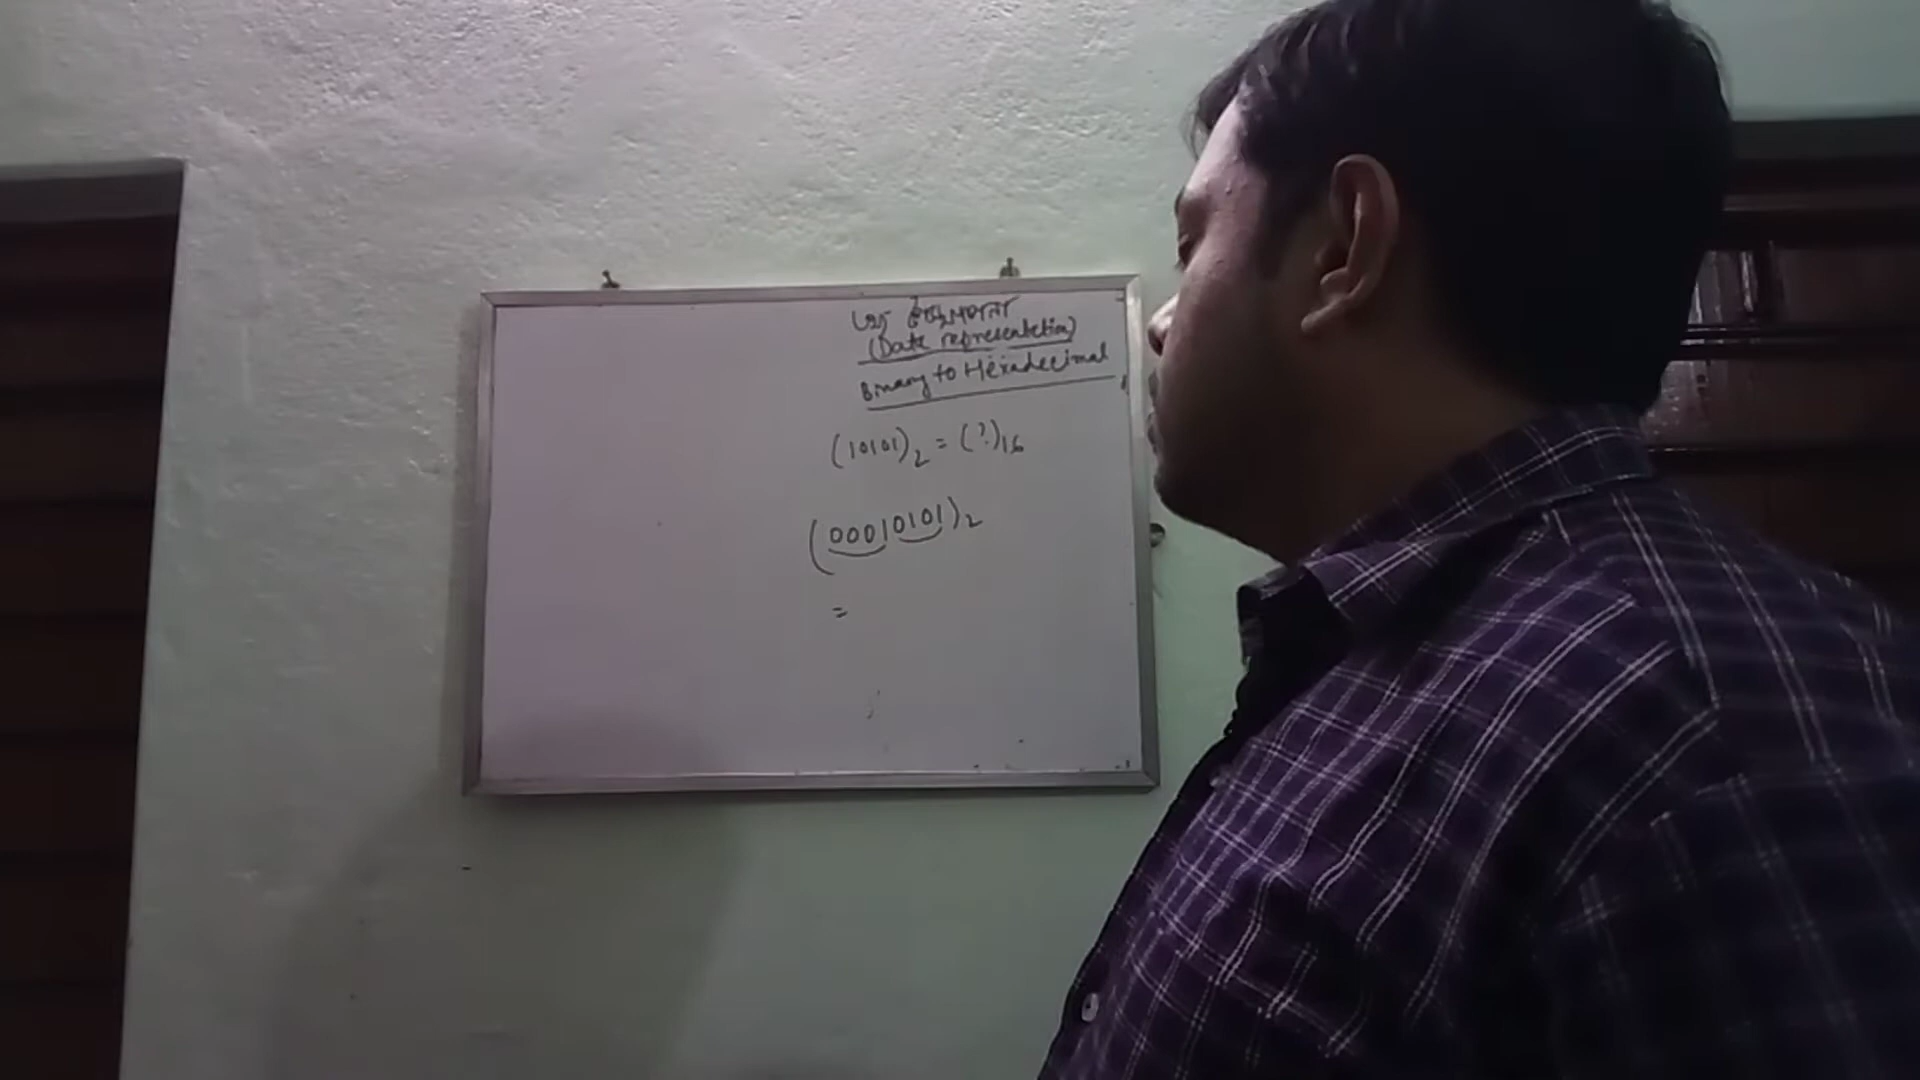 (Data representation)
Binary to Hexadecimal
(10101)₂ = (?)₁₆
(00010101)₂
=